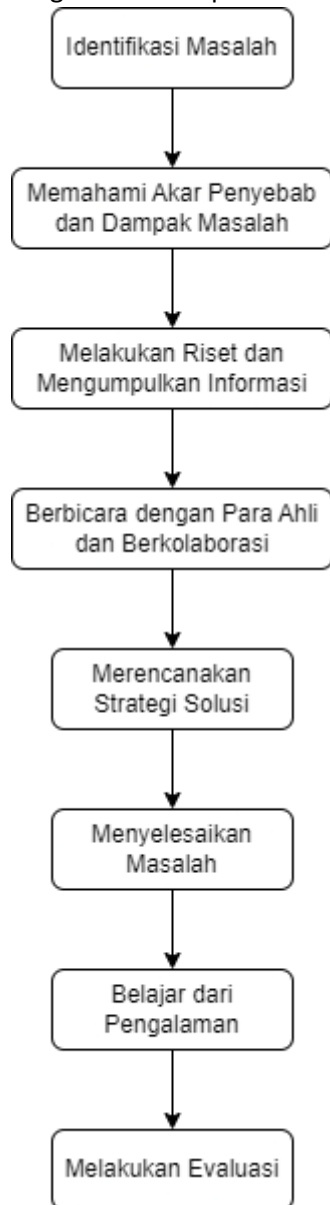 Identifikasi Masalah
Memahami Akar Penyebab
dan Dampak Masalah
Melakukan Riset dan
Mengumpulkan Informasi
Berbicara dengan Para Ahli
dan Berkolaborasi
Merencanakan
Strategi Solusi
Menyelesaikan
Masalah
Belajar dari
Pengalaman
Melakukan Evaluasi